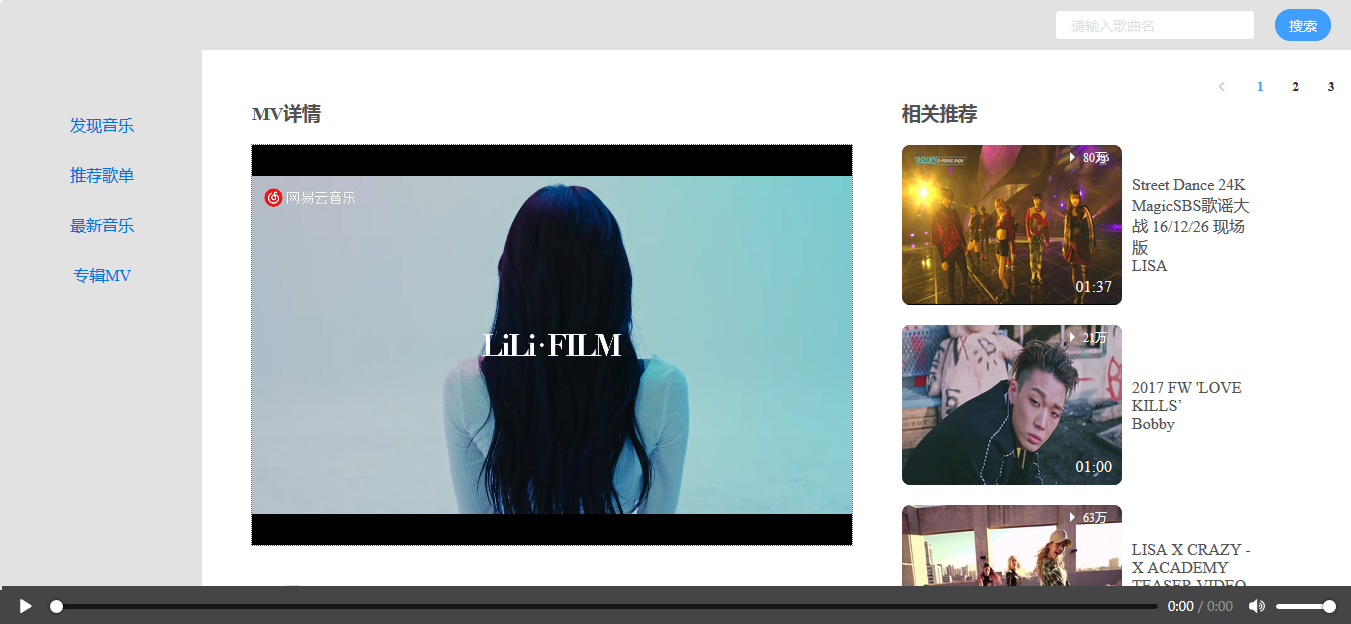 请输入歌曲名
搜索
1 2 3
发现音乐
推荐歌单
最新音乐
专辑MV
MV详情
网易云音乐
LiLi·FILM
相关推荐
80万
01:37
Street Dance 24K
MagicSBS歌谣大
战 16/12/26 现场
版
LISA
21万
01:00
2017 FW 'LOVE
KILLS’
Bobby
63万
LISA X CRAZY -
X ACADEMY
TEASER VIDEO
0:00 / 0:00